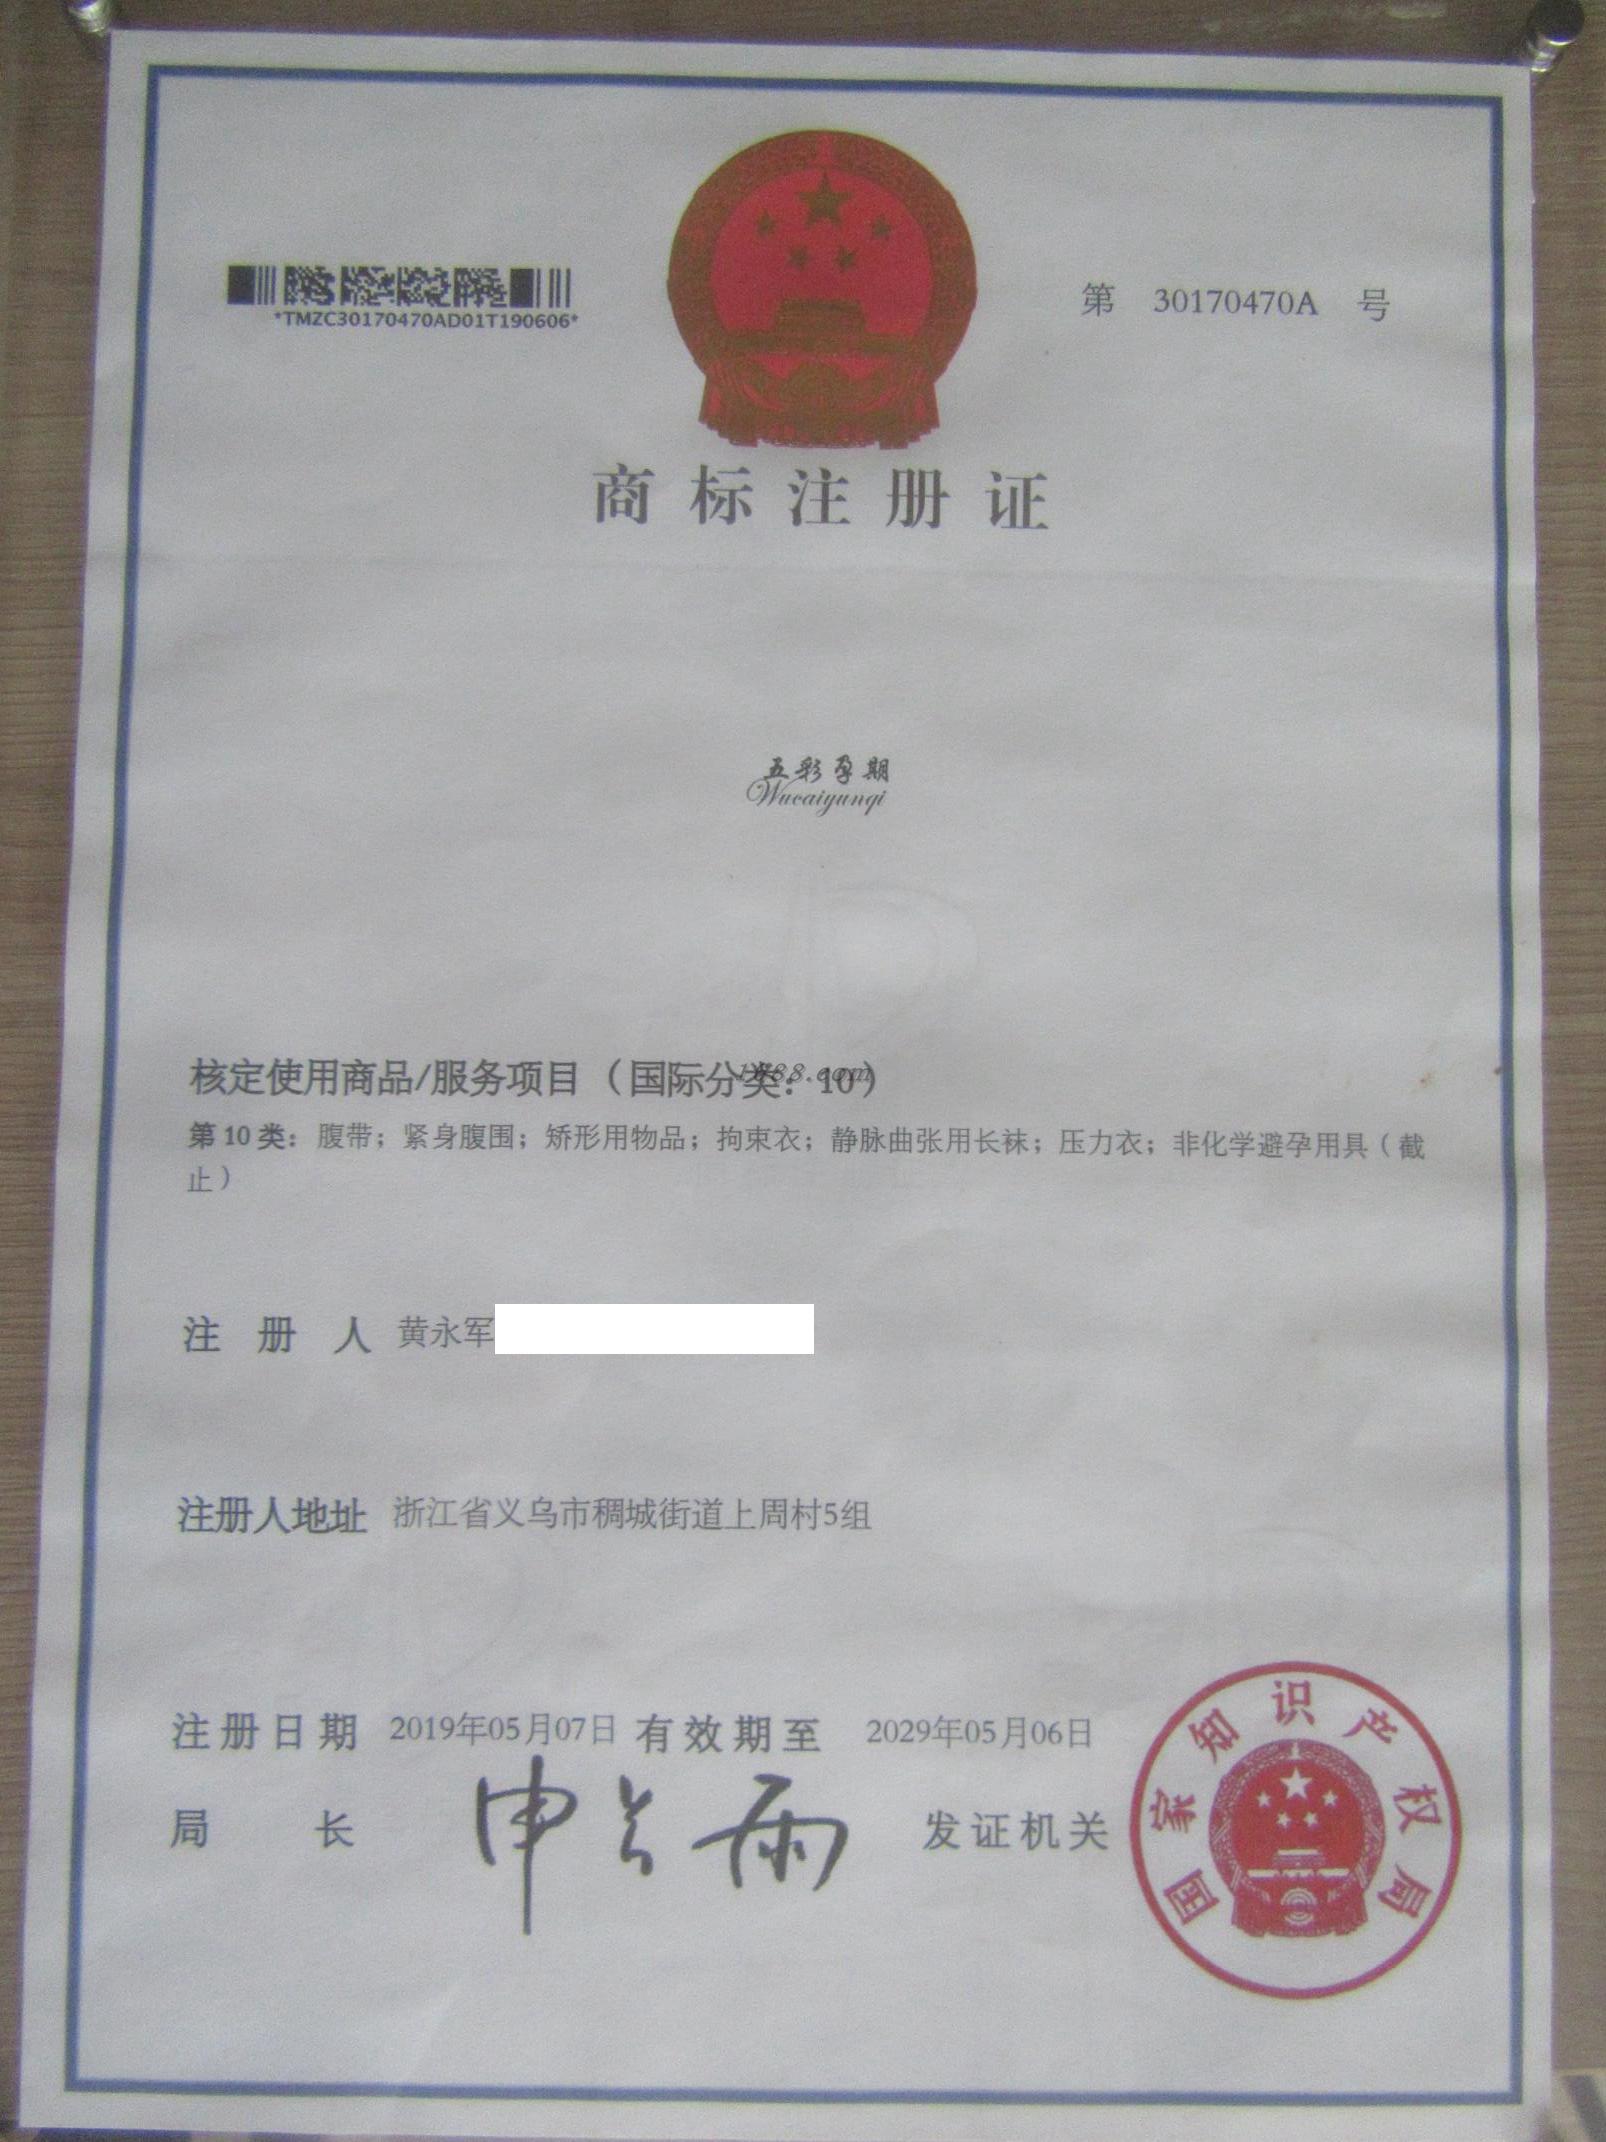 *TMZC30170470AD01T190606*
第 30170470A 号
商标注册证
五彩孕期
Wucaiyunqi
核定使用商品/服务项目（国际分类：10）
1688.com
第10类：腹带；紧身腹围；矫形用物品；拘束衣；静脉曲张用长袜；压力衣；非化学避孕用具（截
止）
注册人 黄永军
注册人地址 浙江省义乌市稠城街道上周村5组
注册日期 2019年05月07日 有效期至 2029年05月06日
局长 申长雨 发证机关
国家知识产权局